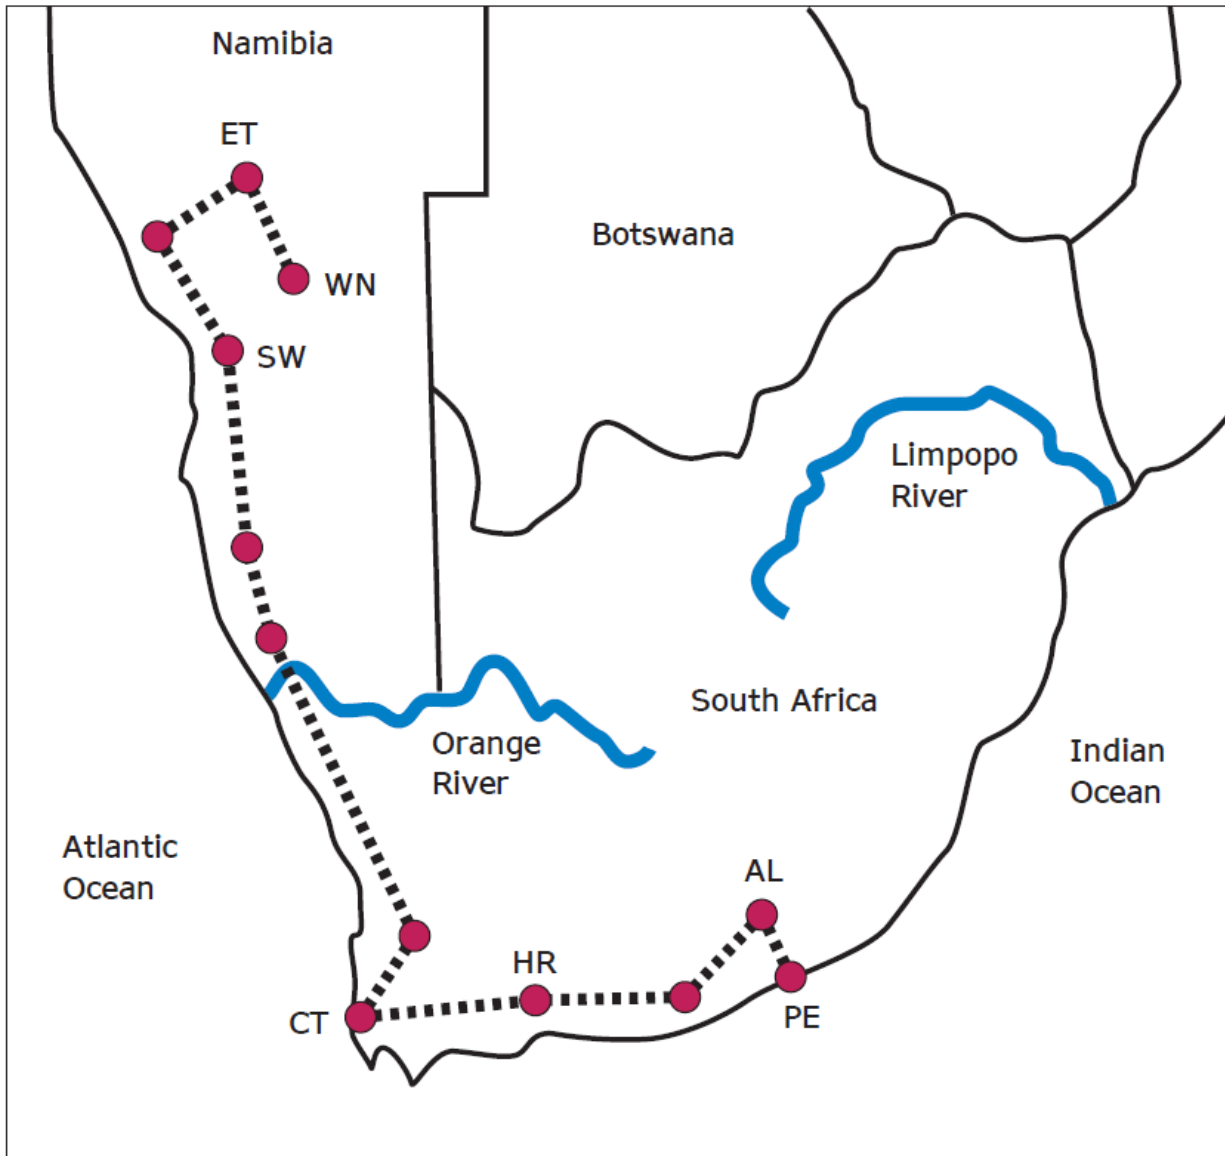 Namibia
ET
Botswana
WN
SW
Limpopo
River
South Africa
Orange
River
Indian
Ocean
Atlantic
Ocean
AL
HR
CT
PE